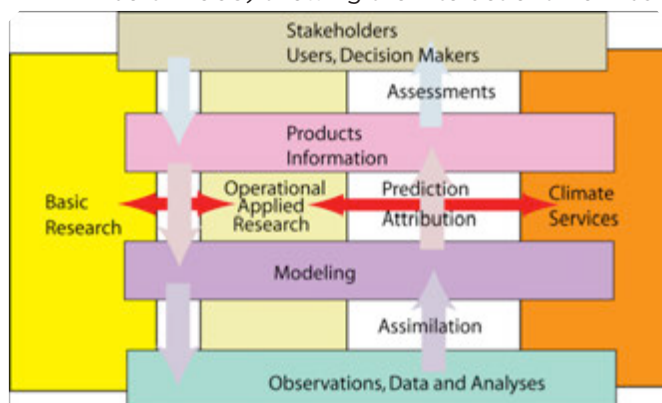 Stakeholders
Users, Decision Makers
Assessments
Products
Information
Basic
Research
Operational
Applied
Research
Prediction
Attribution
Climate
Services
Modeling
Assimilation
Observations, Data and Analyses